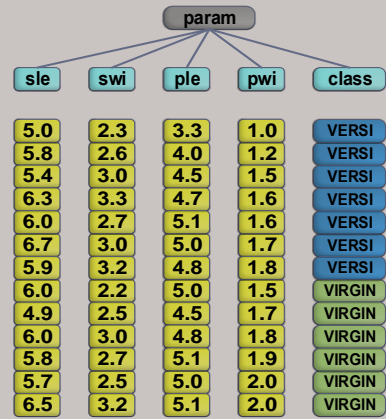 param
sle swi ple pwi class
5.0 2.3 3.3 1.0 VERSI
5.8 2.6 4.0 1.2 VERSI
5.4 3.0 4.5 1.5 VERSI
6.3 3.3 4.7 1.6 VERSI
6.0 2.7 5.1 1.6 VERSI
6.7 3.0 5.0 1.7 VERSI
5.9 3.2 4.8 1.8 VERSI
6.0 2.2 5.0 1.5 VIRGIN
4.9 2.5 4.5 1.7 VIRGIN
6.0 3.0 4.8 1.8 VIRGIN
5.8 2.7 5.1 1.9 VIRGIN
5.7 2.5 5.0 2.0 VIRGIN
6.5 3.2 5.1 2.0 VIRGIN